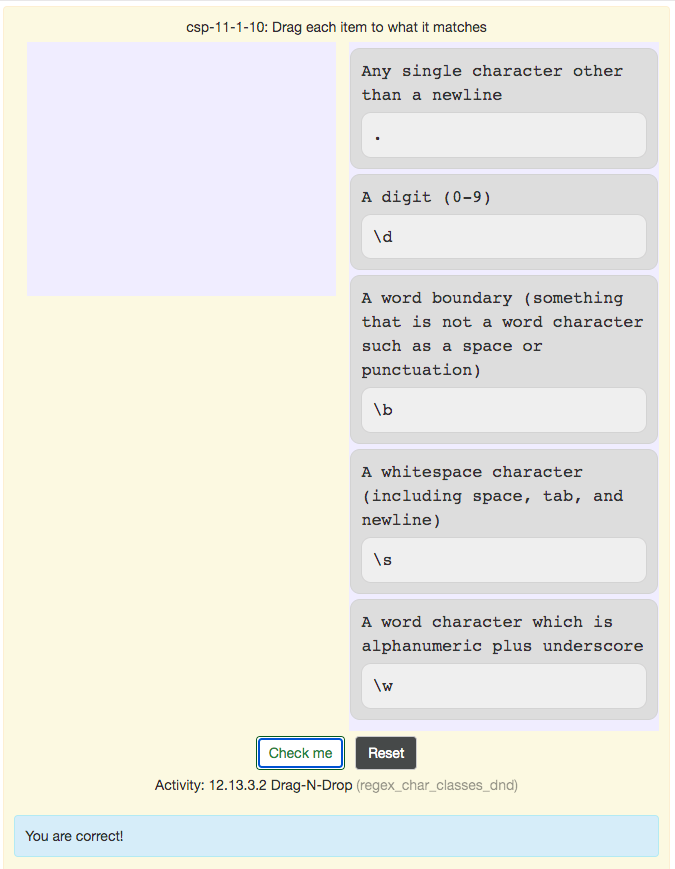 csp-11-1-10: Drag each item to what it matches
Any single character other
than a newline
.
A digit (0-9)
\d
A word boundary (something
that is not a word character
such as a space or
punctuation)
\b
A whitespace character
(including space, tab, and
newline)
\s
A word character which is
alphanumeric plus underscore
\w
Check me Reset
Activity: 12.13.3.2 Drag-N-Drop (regex_char_classes_dnd)
You are correct!